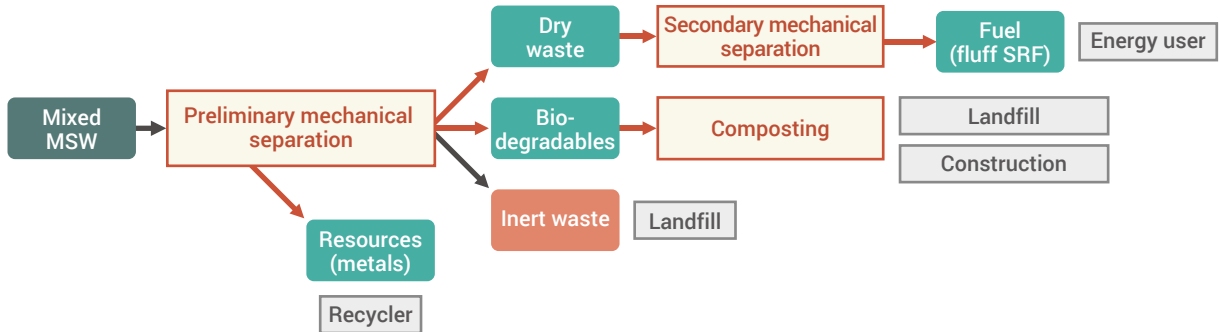 Dry
waste
Secondary mechanical
separation
Fuel
(fluff SRF)
Energy user
Mixed
MSW
Preliminary mechanical
separation
Bio-
degradables
Composting
Landfill
Construction
Inert waste
Landfill
Resources
(metals)
Recycler